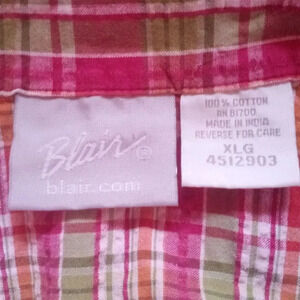 Blair®
blair.com
100% COTTON
RN 81700
MADE IN INDIA
REVERSE FOR CARE
XLG
4512903